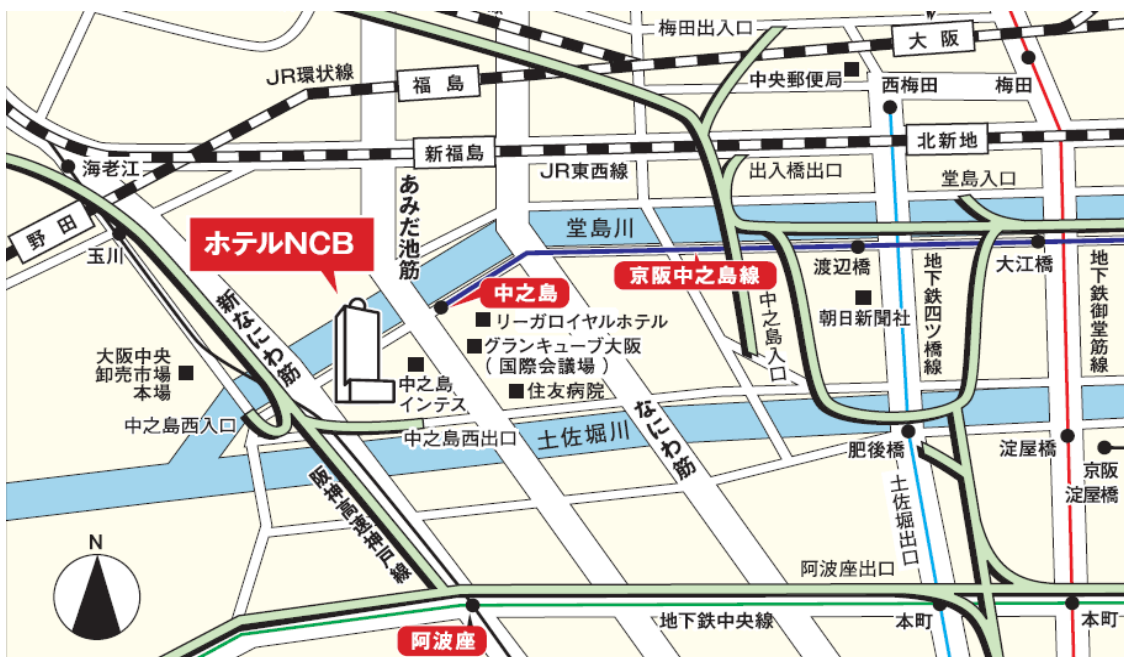 梅田出入口
大阪
JR環状線
福島
中央郵便局
西梅田
梅田
海老江
新福島
北新地
JR東西線
出入橋出口
堂島入口
あみだ池筋
野田
玉川
ホテルNCB
堂島川
京阪中之島線
渡辺橋
大江橋
中之島
リーガロイヤルホテル
グランキューブ大阪
(国際会議場)
住友病院
中之島
インテス
朝日新聞社
中之島入口
地下鉄四ツ橋線
地下鉄御堂筋線
新なにわ筋
大阪中央
卸売市場
本場
中之島西入口
中之島西出口
土佐堀川
なにわ筋
肥後橋
淀屋橋
京阪
淀屋橋
土佐堀出口
阪神高速神戸線
N
阿波座出口
阿波座
地下鉄中央線
本町
本町